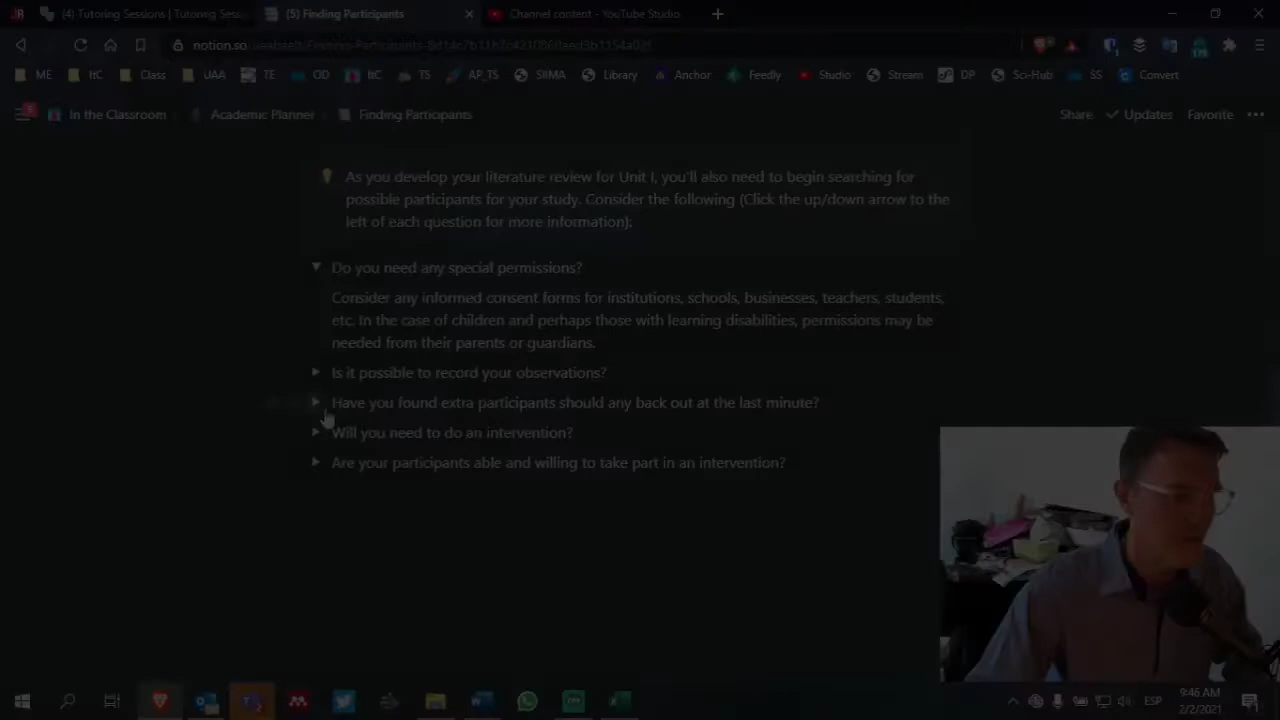 (4) Tutoring Sessions | Tutoring Sess
(5) Finding Participants
Channel content - YouTube Studio
ME
ItC
Class
UAA
TE
OD
ItC
TS
AP_TS
SIIMA
Library
Anchor
Feedly
Studio
Stream
DP
Sci-Hub
SS
Convert
In the Classroom
Academic Planner
Finding Participants
Share
Updates
Favorite
As you develop your literature review for Unit I, you'll also need to begin searching for
possible participants for your study. Consider the following (Click the up/down arrow to the
left of each question for more information):
Do you need any special permissions?
Consider any informed consent forms for institutions, schools, businesses, teachers, students,
etc. In the case of children and perhaps those with learning disabilities, permissions may be
needed from their parents or guardians.
Is it possible to record your observations?
Have you found extra participants should any back out at the last minute?
Will you need to do an intervention?
Are your participants able and willing to take part in an intervention?
ESP
9:46 AM
2/2/2021